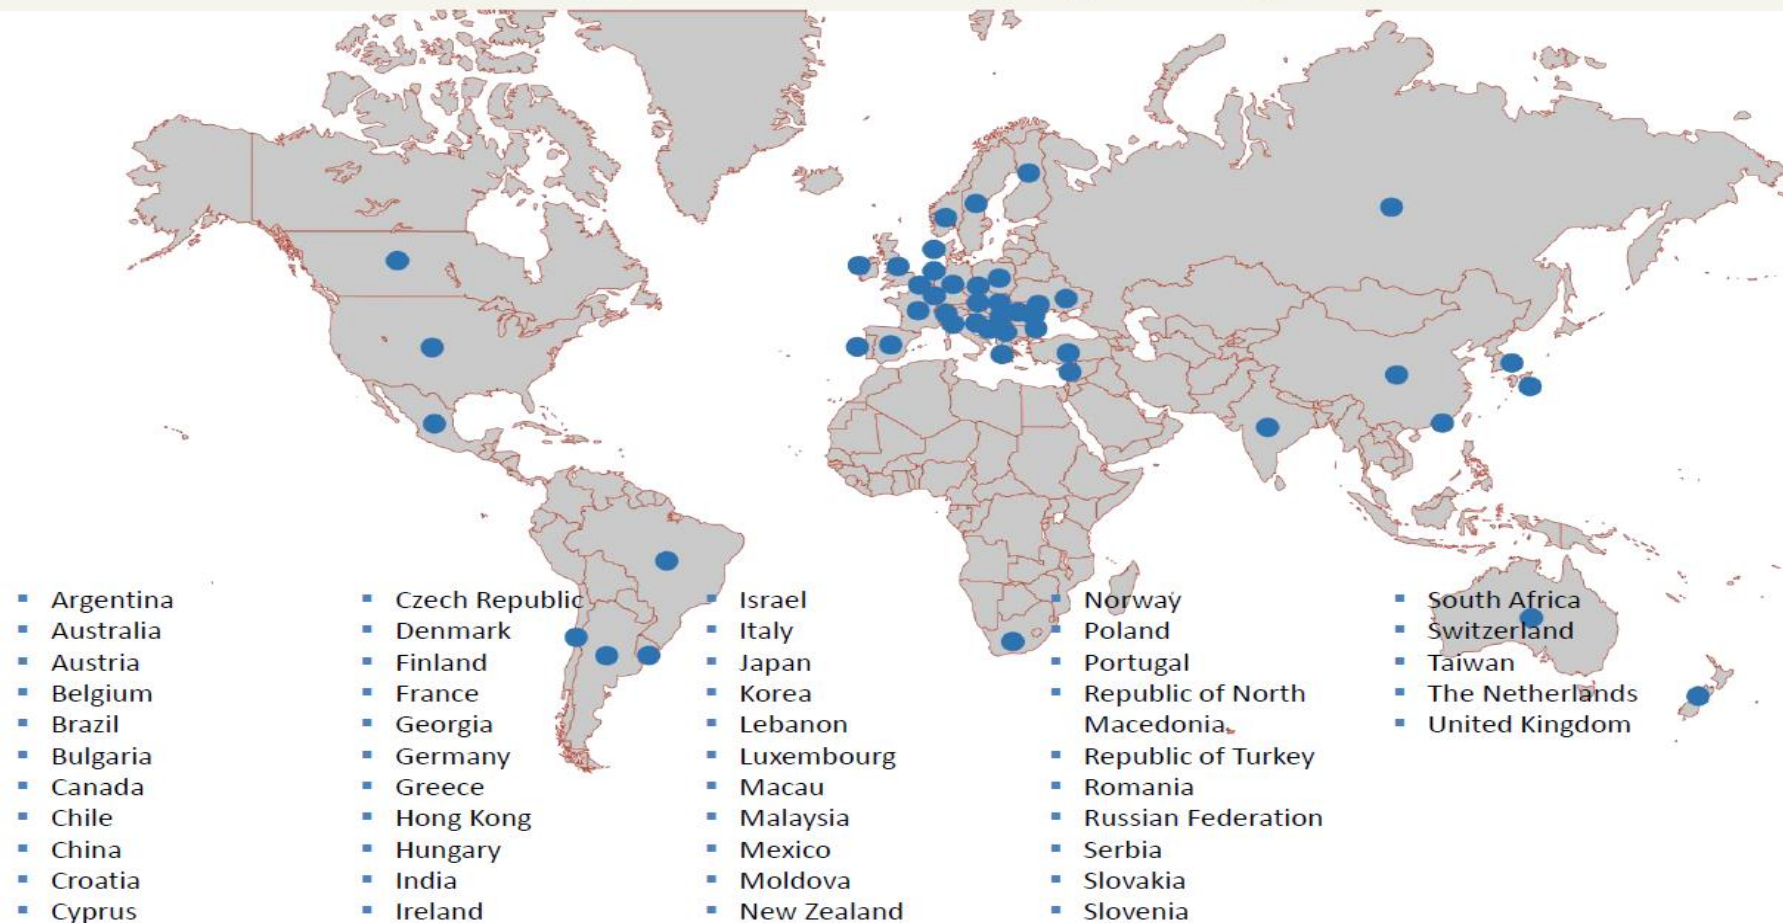 Argentina
Australia
Austria
Belgium
Brazil
Bulgaria
Canada
Chile
China
Croatia
Cyprus
Czech Republic
Denmark
Finland
France
Georgia
Germany
Greece
Hong Kong
Hungary
India
Ireland
Israel
Italy
Japan
Korea
Lebanon
Luxembourg
Macau
Malaysia
Mexico
Moldova
New Zealand
Norway
Poland
Portugal
Republic of North
Macedonia
Republic of Turkey
Romania
Russian Federation
Serbia
Slovakia
Slovenia
South Africa
Switzerland
Taiwan
The Netherlands
United Kingdom